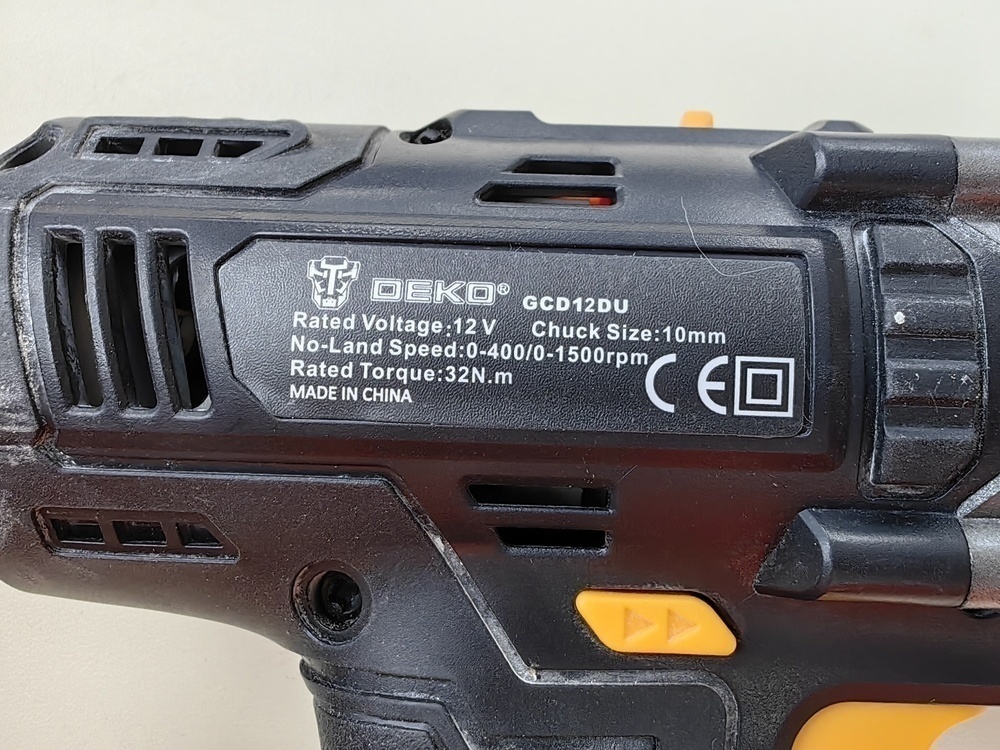 DEKO® GCD12DU
Rated Voltage:12V Chuck Size:10mm
No-Land Speed:0-400/0-1500rpm
Rated Torque:32N.m
MADE IN CHINA
CE